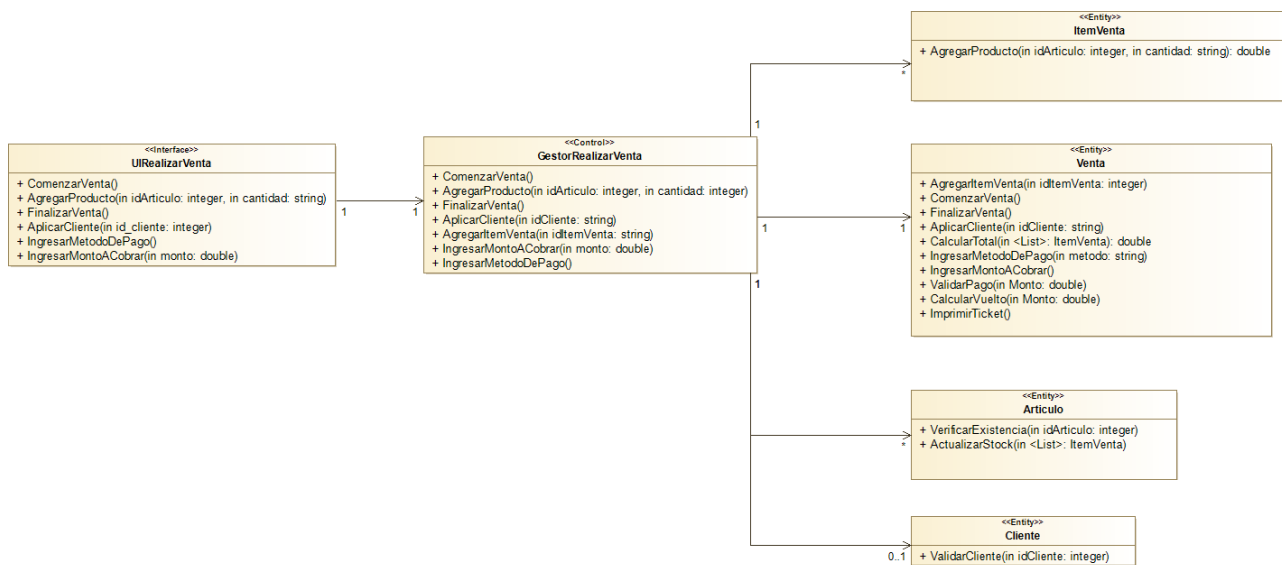 <<Interface>>
UIRealizarVenta
+ ComenzarVenta()
+ AgregarProducto(in idArticulo: integer, in cantidad: string)
+ FinalizarVenta()
+ AplicarCliente(in id_cliente: integer)
+ IngresarMetodoDePago()
+ IngresarMontoACobrar(in monto: double)
1
1
<<Control>>
GestorRealizarVenta
+ ComenzarVenta()
+ AgregarProducto(in idArticulo: integer, in cantidad: integer)
+ FinalizarVenta()
+ AplicarCliente(in idCliente: string)
+ AgregarItemVenta(in idItemVenta: string)
+ IngresarMontoACobrar(in monto: double)
+ IngresarMetodoDePago()
1
*
1
1
1
*
0..1
<<Entity>>
ItemVenta
+ AgregarProducto(in idArticulo: integer, in cantidad: string): double
<<Entity>>
Venta
+ AgregarItemVenta(in idItemVenta: integer)
+ ComenzarVenta()
+ FinalizarVenta()
+ AplicarCliente(in idCliente: string)
+ CalcularTotal(in <List>: ItemVenta): double
+ IngresarMetodoDePago(in metodo: string)
+ IngresarMontoACobrar()
+ ValidarPago(in Monto: double)
+ CalcularVuelto(in Monto: double)
+ ImprimirTicket()
<<Entity>>
Articulo
+ VerificarExistencia(in idArticulo: integer)
+ ActualizarStock(in <List>: ItemVenta)
<<Entity>>
Cliente
+ ValidarCliente(in idCliente: integer)